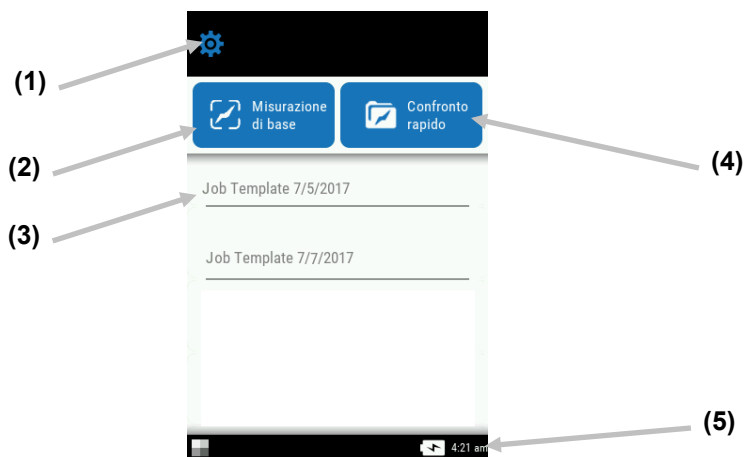 (1)
Misurazione
di base
Confronto
rapido
(2)
(4)
Job Template 7/5/2017
(3)
Job Template 7/7/2017
(5)
4:21 am